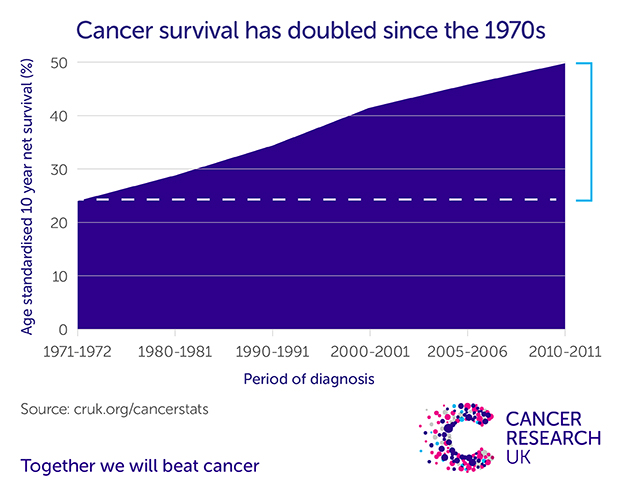 Cancer survival has doubled since the 1970s
Age standardised 10 year net survival (%)
50
40
30
20
10
0
1971-1972 1980-1981 1990-1991 2000-2001 2005-2006 2010-2011
Period of diagnosis
Source: cruk.org/cancerstats
Together we will beat cancer
CANCER
RESEARCH
UK